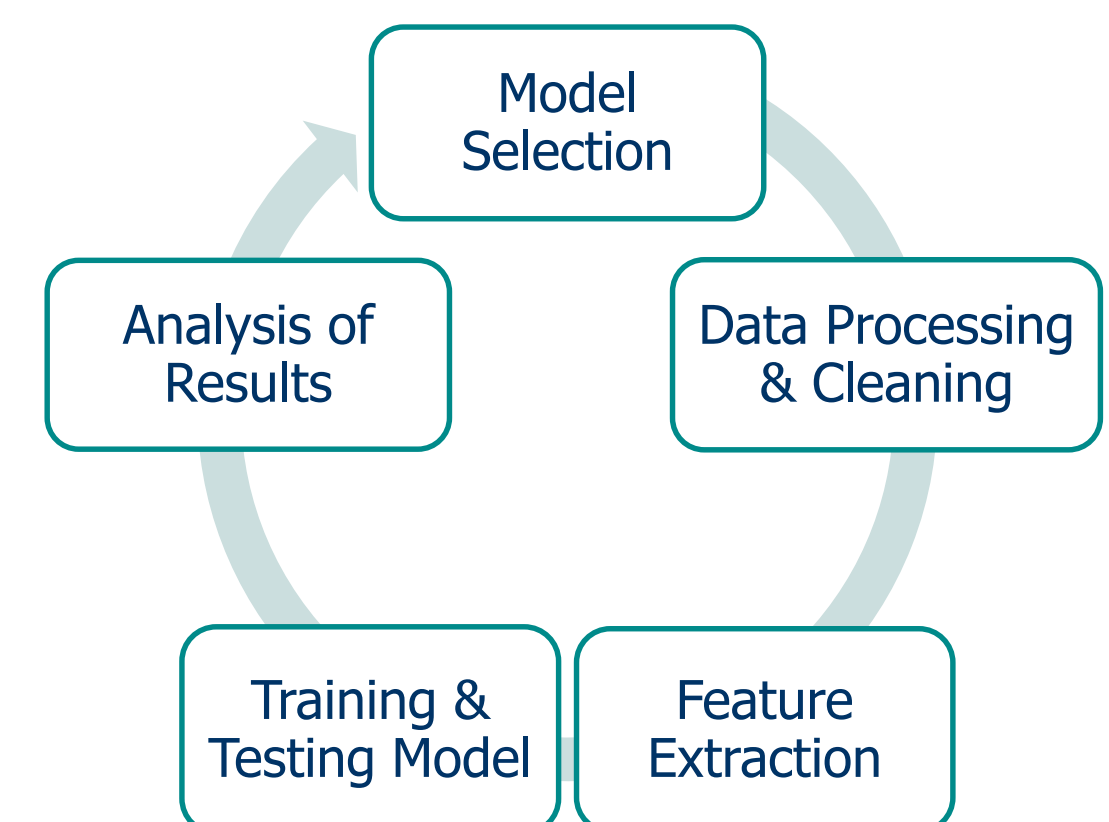 Model
Selection
Data Processing
& Cleaning
Feature
Extraction
Training &
Testing Model
Analysis of
Results